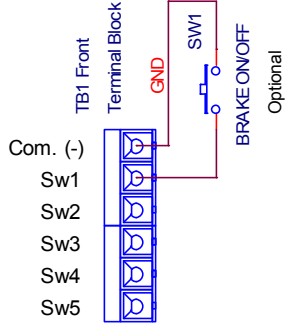 TB1 Front
Terminal Block
GND
SW1
BRAKE ON/OFF
Optional
Com. (-)
Sw1
Sw2
Sw3
Sw4
Sw5